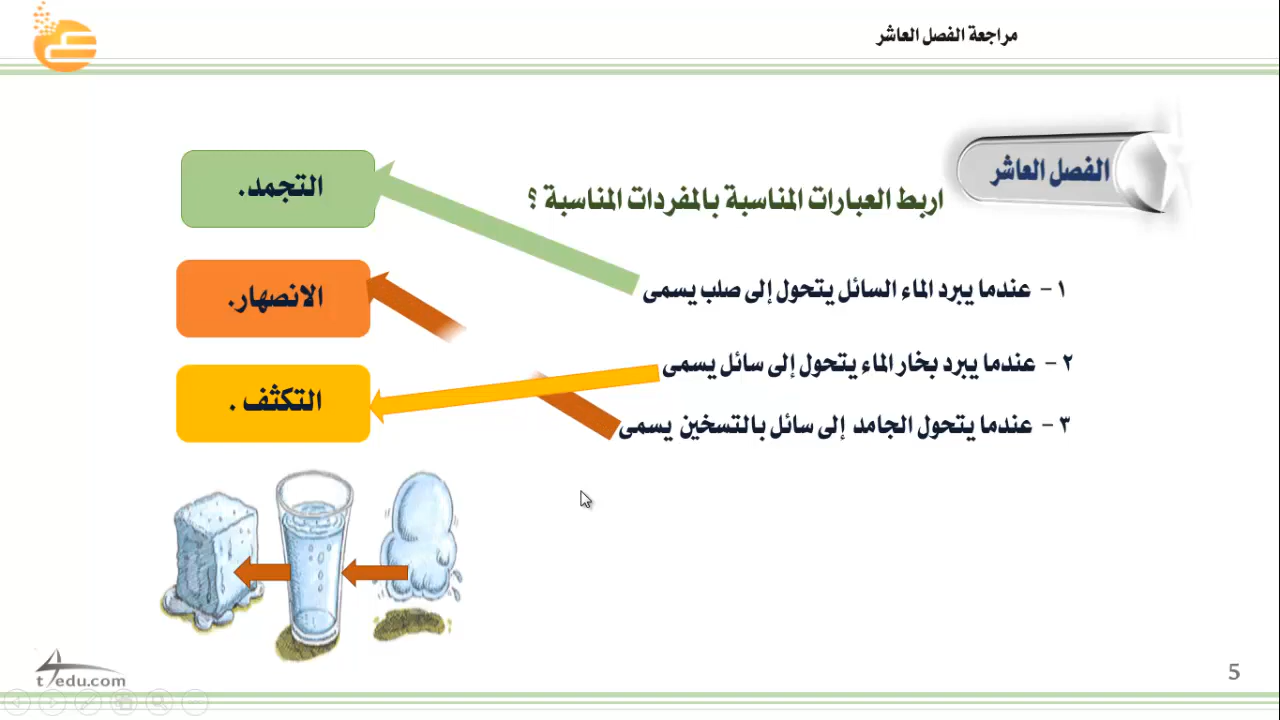 مراجعة الفصل العاشر
الفصل العاشر
اربط العبارات المناسبة بالمفردات المناسبة ؟
١ - عندما يبرد الماء السائل يتحول إلى صلب يسمى
٢ - عندما يبرد بخار الماء يتحول إلى سائل يسمى
٣ - عندما يتحول الجامد إلى سائل بالتسخين يسمى
التجمد.
الانصهار.
التكثف .
t4edu.com
5